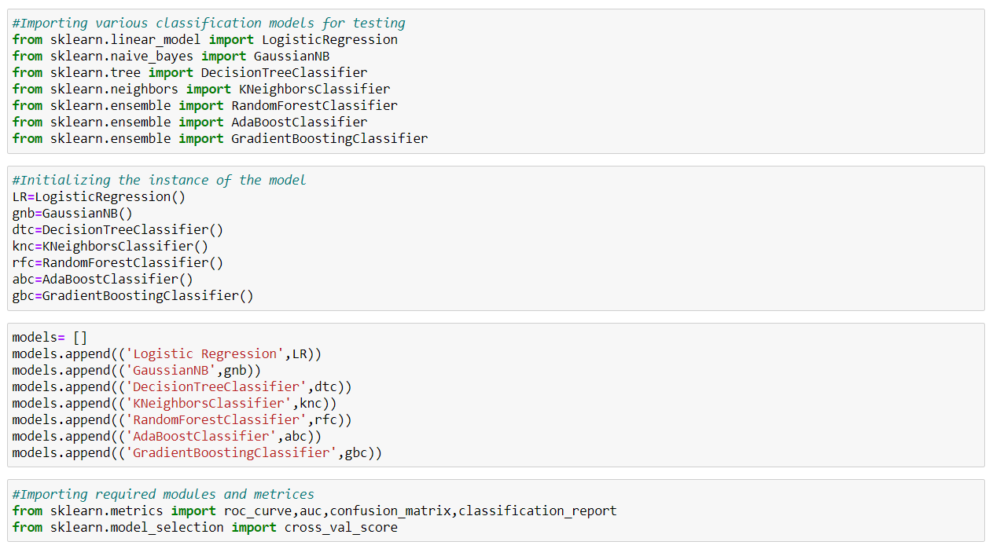 #Importing various classification models for testing
from sklearn.linear_model import LogisticRegression
from sklearn.naive_bayes import GaussianNB
from sklearn.tree import DecisionTreeClassifier
from sklearn.neighbors import KNeighborsClassifier
from sklearn.ensemble import RandomForestClassifier
from sklearn.ensemble import AdaBoostClassifier
from sklearn.ensemble import GradientBoostingClassifier
#Initializing the instance of the model
LR=LogisticRegression()
gnb=GaussianNB()
dtc=DecisionTreeClassifier()
knc=KNeighborsClassifier()
rfc=RandomForestClassifier()
abc=AdaBoostClassifier()
gbc=GradientBoostingClassifier()
models= []
models.append(('Logistic Regression',LR))
models.append(('GaussianNB',gnb))
models.append(('DecisionTreeClassifier',dtc))
models.append(('KNeighborsClassifier',knc))
models.append(('RandomForestClassifier',rfc))
models.append(('AdaBoostClassifier',abc))
models.append(('GradientBoostingClassifier',gbc))
#Importing required modules and metrices
from sklearn.metrics import roc_curve,auc,confusion_matrix,classification_report
from sklearn.model_selection import cross_val_score